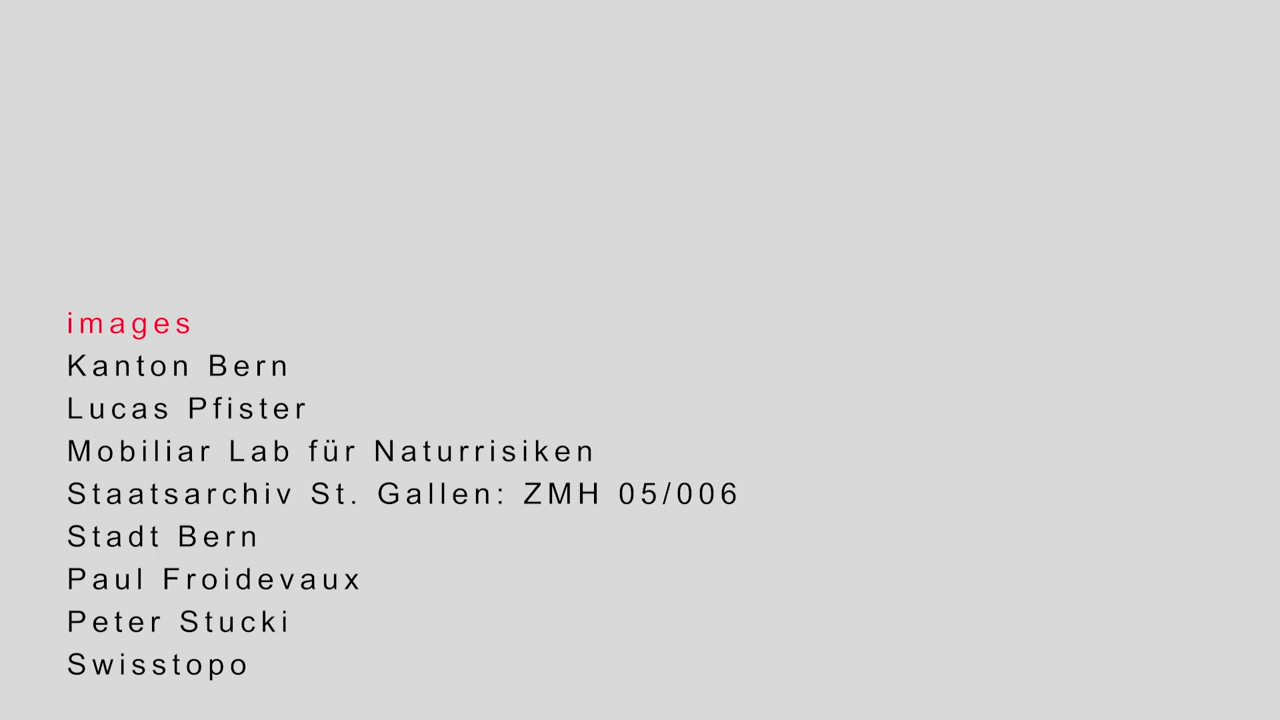 images
Kanton Bern
Lucas Pfister
Mobiliar Lab für Naturrisiken
Staatsarchiv St. Gallen: ZMH 05/006
Stadt Bern
Paul Froidevaux
Peter Stucki
Swisstopo